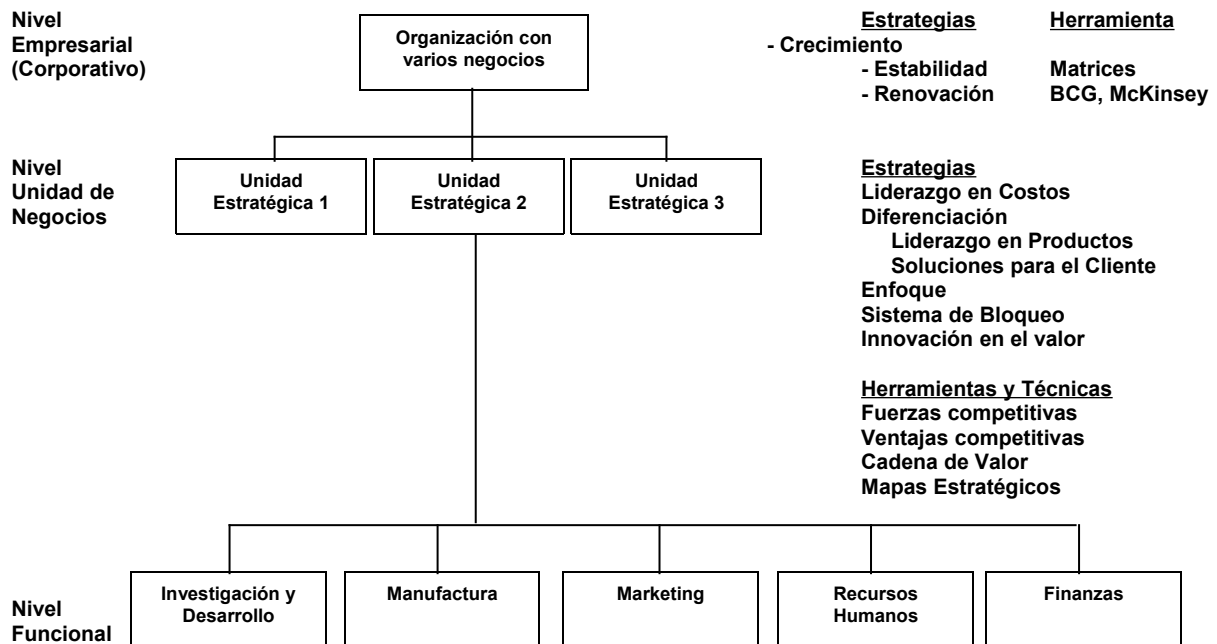 Nivel
Empresarial
(Corporativo)
Organización con
varios negocios
Estrategias Herramienta
- Crecimiento
- Estabilidad Matrices
- Renovación BCG, McKinsey
Nivel
Unidad de
Negocios
Unidad
Estratégica 1
Unidad
Estratégica 2
Unidad
Estratégica 3
Estrategias
Liderazgo en Costos
Diferenciación
Liderazgo en Productos
Soluciones para el Cliente
Enfoque
Sistema de Bloqueo
Innovación en el valor
Herramientas y Técnicas
Fuerzas competitivas
Ventajas competitivas
Cadena de Valor
Mapas Estratégicos
Nivel
Funcional
Investigación y
Desarrollo
Manufactura
Marketing
Recursos
Humanos
Finanzas